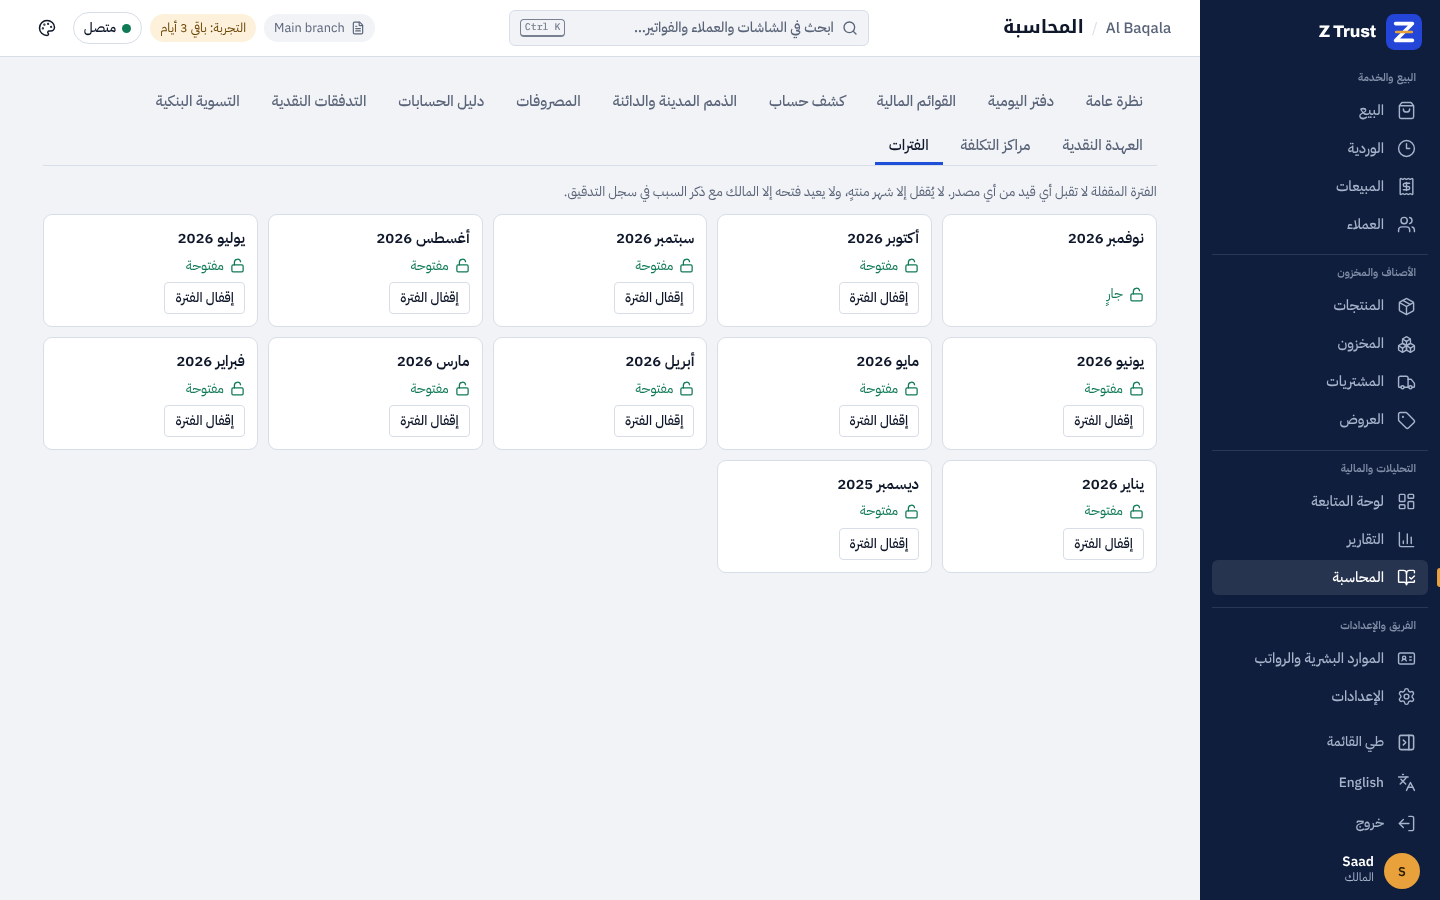 Z Trust
البيع والخدمة
البيع
الوردية
المبيعات
العملاء
الأصناف والمخزون
المنتجات
المخزون
المشتريات
العروض
التحليلات والمالية
لوحة المتابعة
التقارير
المحاسبة
الفريق والإعدادات
الموارد البشرية والرواتب
الإعدادات
طي القائمة
English
خروج
S
Saad
المالك
Al Baqala / المحاسبة
ابحث في الشاشات والعملاء والفواتير...
Ctrl K
Main branch
التجربة: باقي 3 أيام
متصل
نظرة عامة
دفتر اليومية
القوائم المالية
كشف حساب
الذمم المدينة والدائنة
المصروفات
دليل الحسابات
التدفقات النقدية
التسوية البنكية
العهدة النقدية
مراكز التكلفة
الفترات
الفترة المقفلة لا تقبل أي قيد من أي مصدر. لا يُقفل إلا شهر منتهٍ، ولا يعيد فتحه إلا المالك مع ذكر السبب في سجل التدقيق.
نوفمبر 2026
جارٍ
أكتوبر 2026
مفتوحة
إقفال الفترة
سبتمبر 2026
مفتوحة
إقفال الفترة
أغسطس 2026
مفتوحة
إقفال الفترة
يوليو 2026
مفتوحة
إقفال الفترة
يونيو 2026
مفتوحة
إقفال الفترة
مايو 2026
مفتوحة
إقفال الفترة
أبريل 2026
مفتوحة
إقفال الفترة
مارس 2026
مفتوحة
إقفال الفترة
فبراير 2026
مفتوحة
إقفال الفترة
يناير 2026
مفتوحة
إقفال الفترة
ديسمبر 2025
مفتوحة
إقفال الفترة